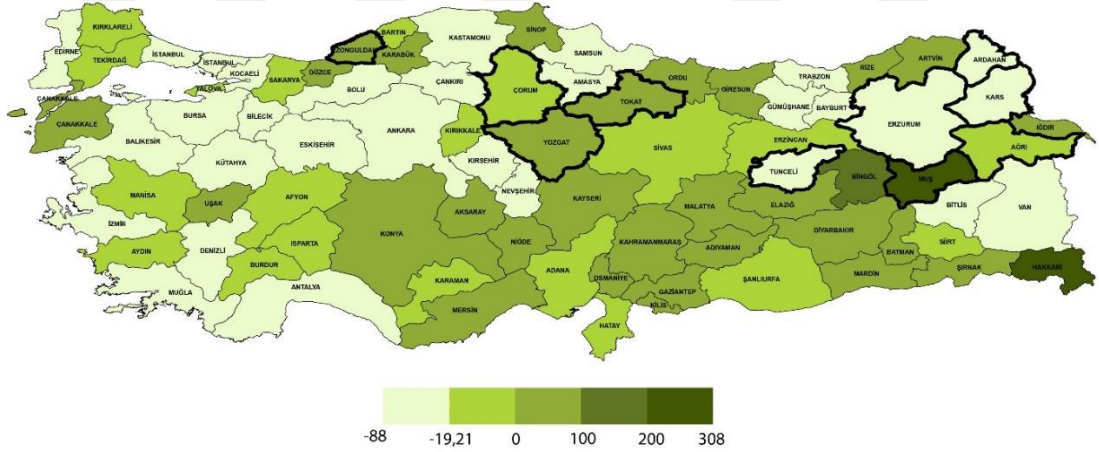 KIRKLARELİ
EDİRNE
TEKİRDAĞ
İSTANBUL
İSTANBUL
KOCAELİ
YALOVA
SAKARYA
DÜZCE
ZONGULDAK
BARTIN
KARABÜK
KASTAMONU
SİNOP
SAMSUN
ÇANKIRI
BOLU
ÇORUM
AMASYA
TOKAT
ORDU
GİRESUN
TRABZON
GÜMÜŞHANE
BAYBURT
RİZE
ARTVİN
ARDAHAN
KARS
ERZURUM
IĞDIR
AĞRI
ÇANAKKALE
ÇANAKKALE
BALIKESİR
BURSA
BİLECİK
ESKİŞEHİR
KÜTAHYA
ANKARA
KIRIKKALE
KIRŞEHİR
YOZGAT
SİVAS
ERZİNCAN
TUNCELİ
BİNGÖL
MUŞ
BİTLİS
VAN
MANİSA
UŞAK
AFYON
İZMİR
AYDIN
DENİZLİ
BURDUR
ISPARTA
KONYA
AKSARAY
NEVŞEHİR
NİĞDE
KAYSERİ
MALATYA
ELAZIĞ
DİYARBAKIR
BATMAN
SİİRT
ŞIRNAK
HAKKARİ
MUĞLA
ANTALYA
KARAMAN
MERSİN
ADANA
OSMANİYE
KAHRAMANMARAŞ
ADIYAMAN
GAZİANTEP
KİLİS
HATAY
ŞANLIURFA
MARDİN
-88 -19,21 0 100 200 308